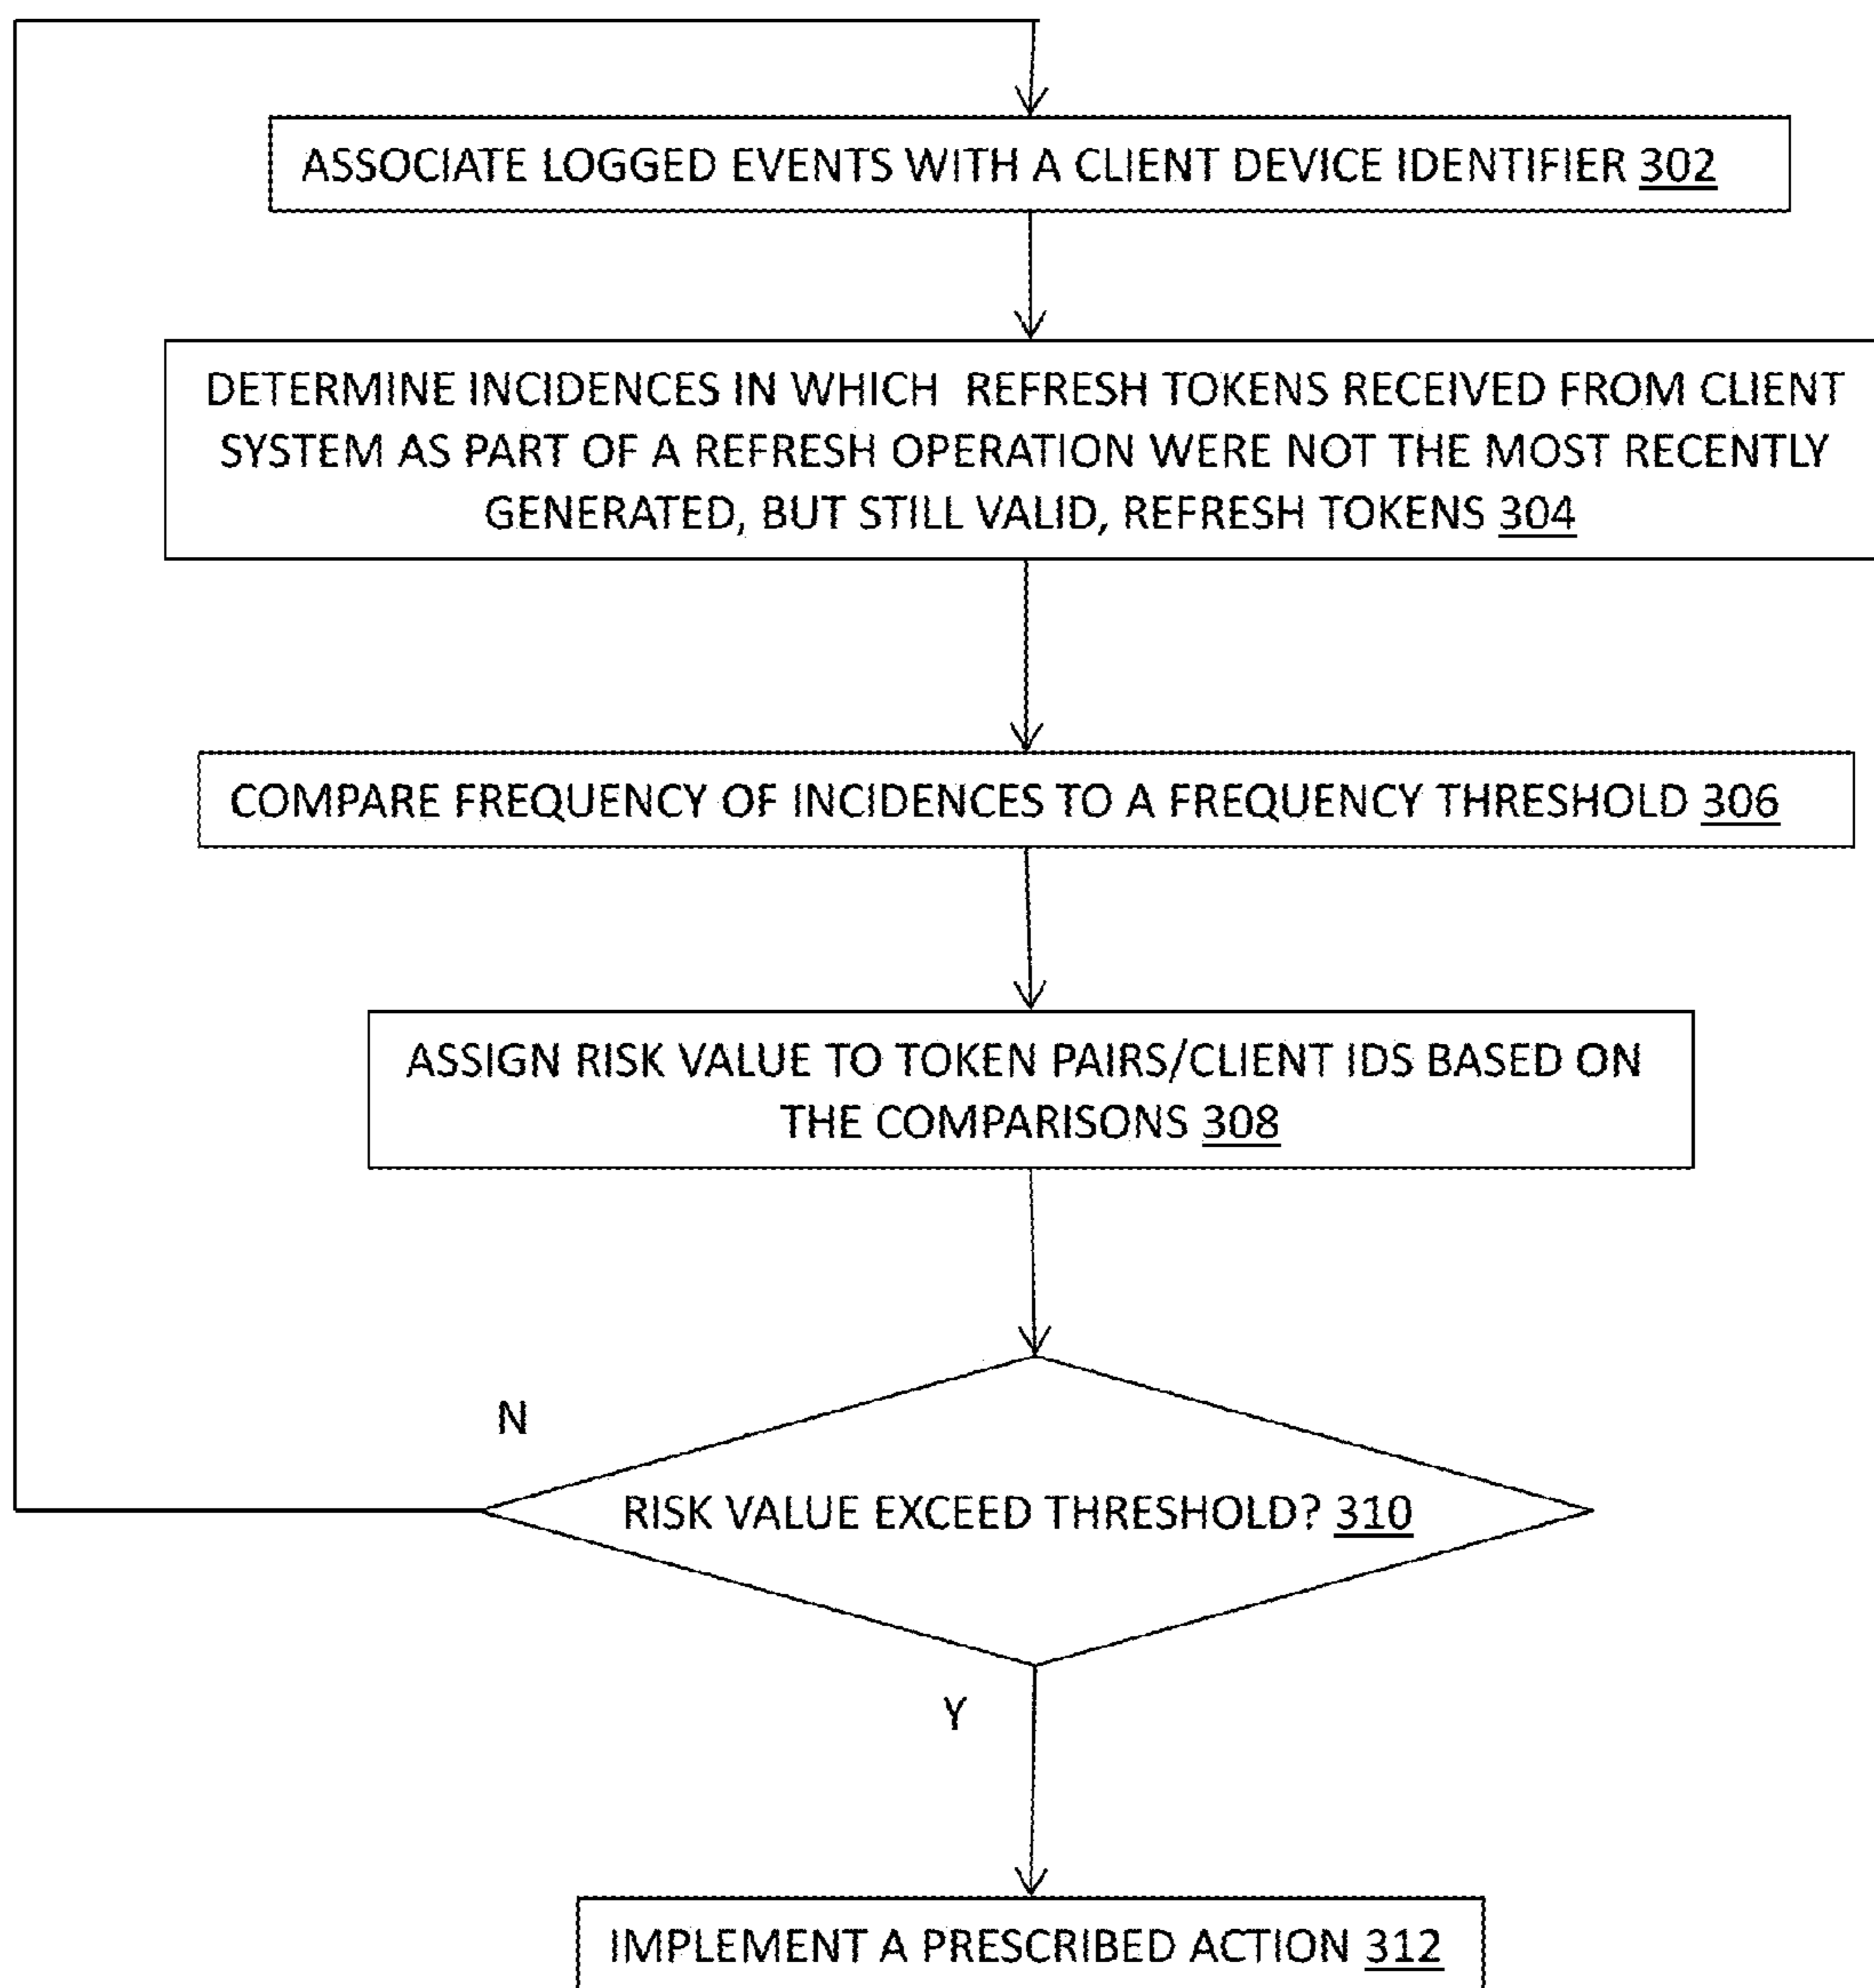 ASSOCIATE LOGGED EVENTS WITH A CLIENT DEVICE IDENTIFIER 302
DETERMINE INCIDENCES IN WHICH REFRESH TOKENS RECEIVED FROM CLIENT
SYSTEM AS PART OF A REFRESH OPERATION WERE NOT THE MOST RECENTLY
GENERATED, BUT STILL VALID, REFRESH TOKENS 304
COMPARE FREQUENCY OF INCIDENCES TO A FREQUENCY THRESHOLD 306
ASSIGN RISK VALUE TO TOKEN PAIRS/CLIENT IDS BASED ON
THE COMPARISONS 308
N
RISK VALUE EXCEED THRESHOLD? 310
Y
IMPLEMENT A PRESCRIBED ACTION 312